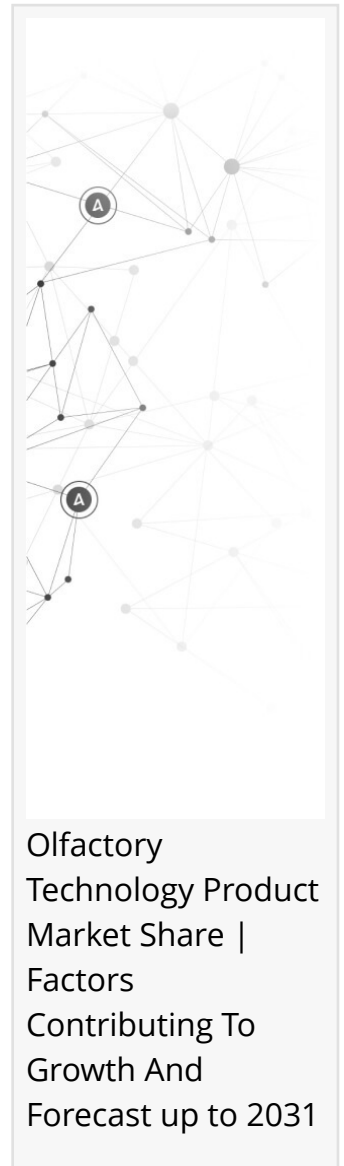 A
A
Olfactory
Technology Product
Market Share |
Factors
Contributing To
Growth And
Forecast up to 2031